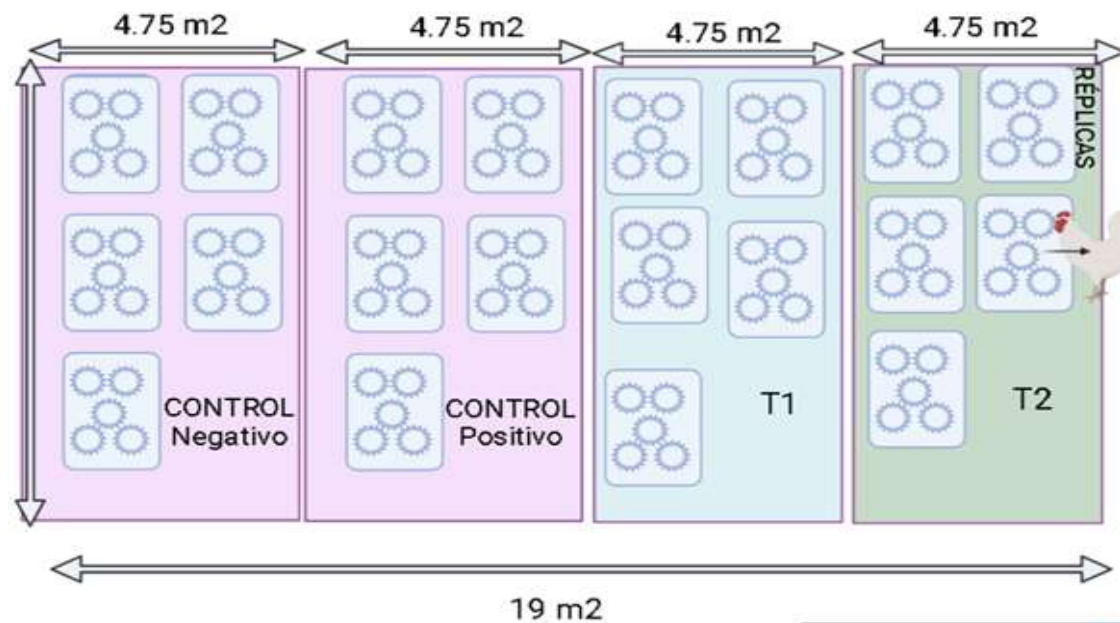 4.75 m2
4.75 m2
4.75 m2
4.75 m2
RÉPLICAS
CONTROL
Negativo
CONTROL
Positivo
T1
T2
19 m2